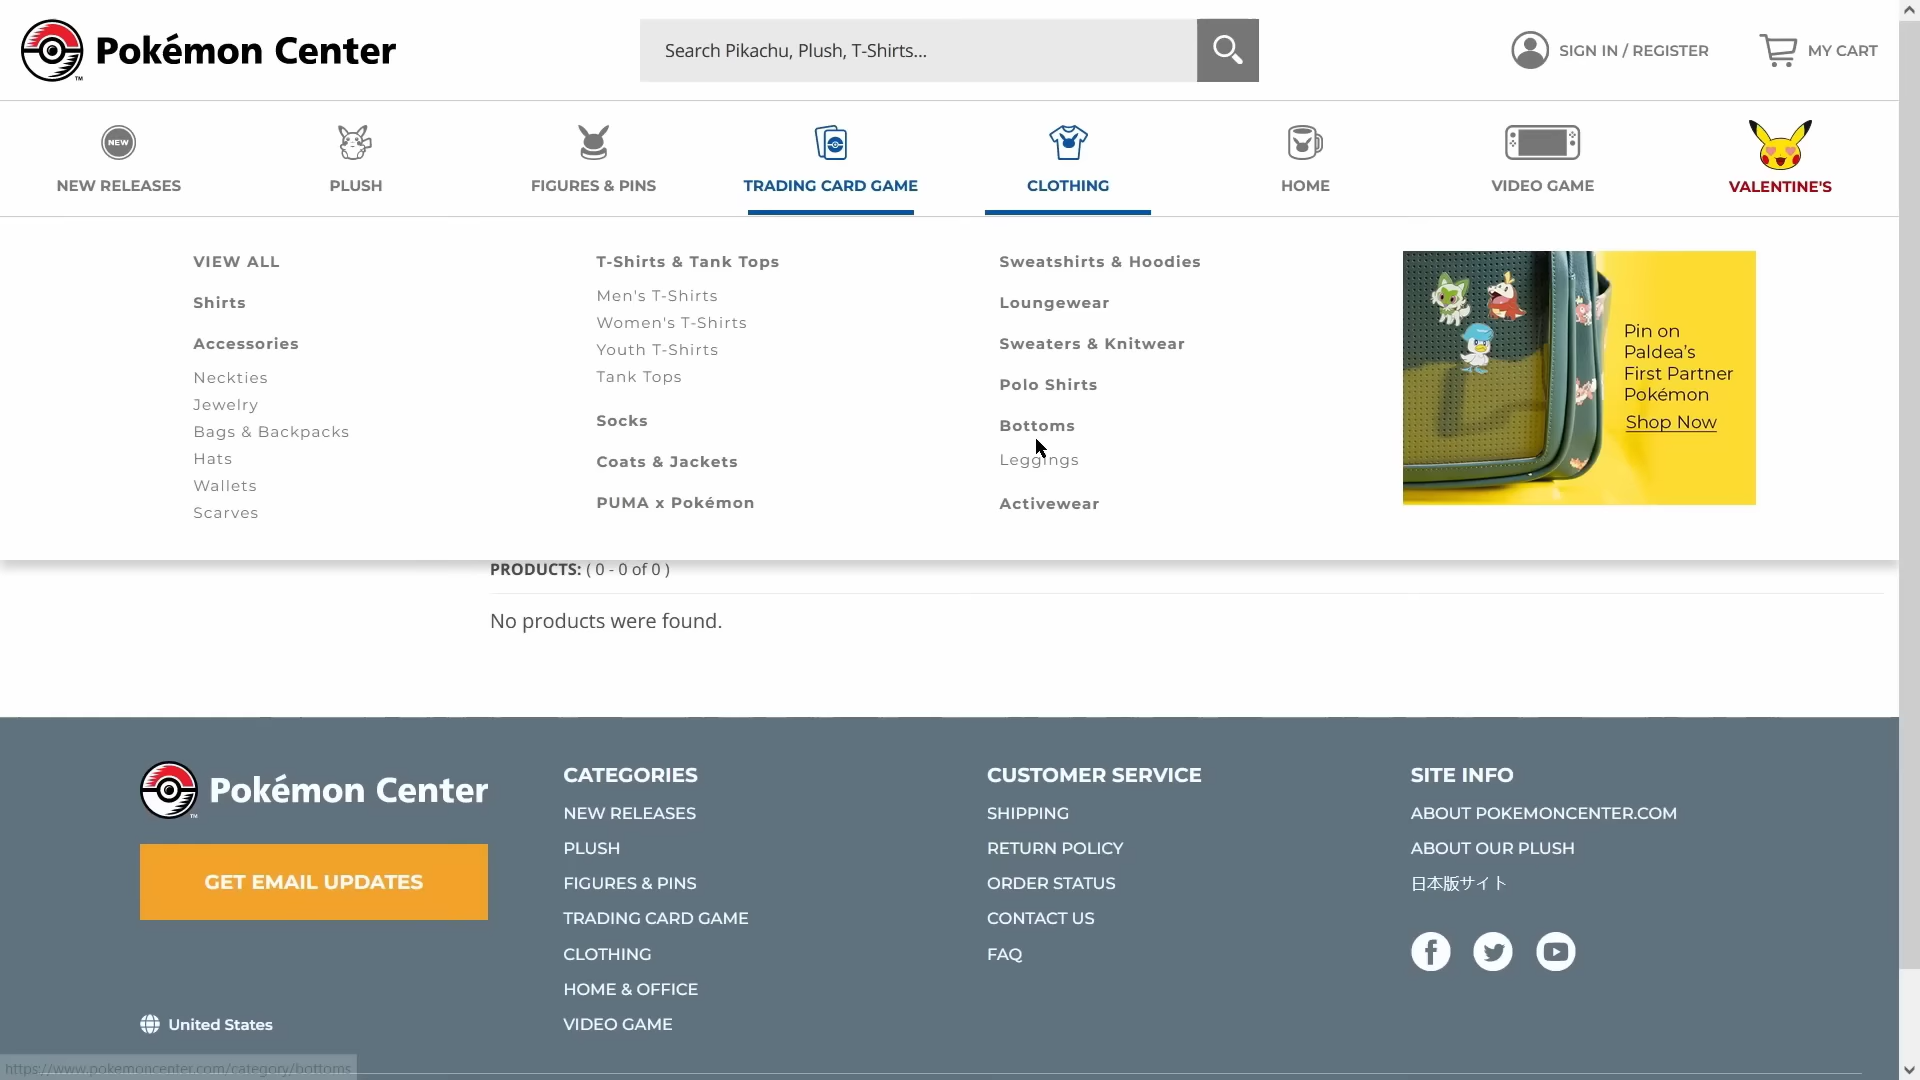 Pokémon Center
Search Pikachu, Plush, T-Shirts...
SIGN IN / REGISTER
MY CART
NEW
NEW RELEASES
PLUSH
FIGURES & PINS
TRADING CARD GAME
CLOTHING
HOME
VIDEO GAME
VALENTINE'S
VIEW ALL
Shirts
Accessories
Neckties
Jewelry
Bags & Backpacks
Hats
Wallets
Scarves
T-Shirts & Tank Tops
Men's T-Shirts
Women's T-Shirts
Youth T-Shirts
Tank Tops
Socks
Coats & Jackets
PUMA x Pokémon
Sweatshirts & Hoodies
Loungewear
Sweaters & Knitwear
Polo Shirts
Bottoms
Leggings
Activewear
Pin on
Paldea’s
First Partner
Pokémon
Shop Now
PRODUCTS: ( 0 - 0 of 0 )
No products were found.
Pokémon Center
GET EMAIL UPDATES
United States
CATEGORIES
NEW RELEASES
PLUSH
FIGURES & PINS
TRADING CARD GAME
CLOTHING
HOME & OFFICE
VIDEO GAME
CUSTOMER SERVICE
SHIPPING
RETURN POLICY
ORDER STATUS
CONTACT US
FAQ
SITE INFO
ABOUT POKEMONCENTER.COM
ABOUT OUR PLUSH
日本版サイト
https://www.pokemoncenter.com/category/bottoms